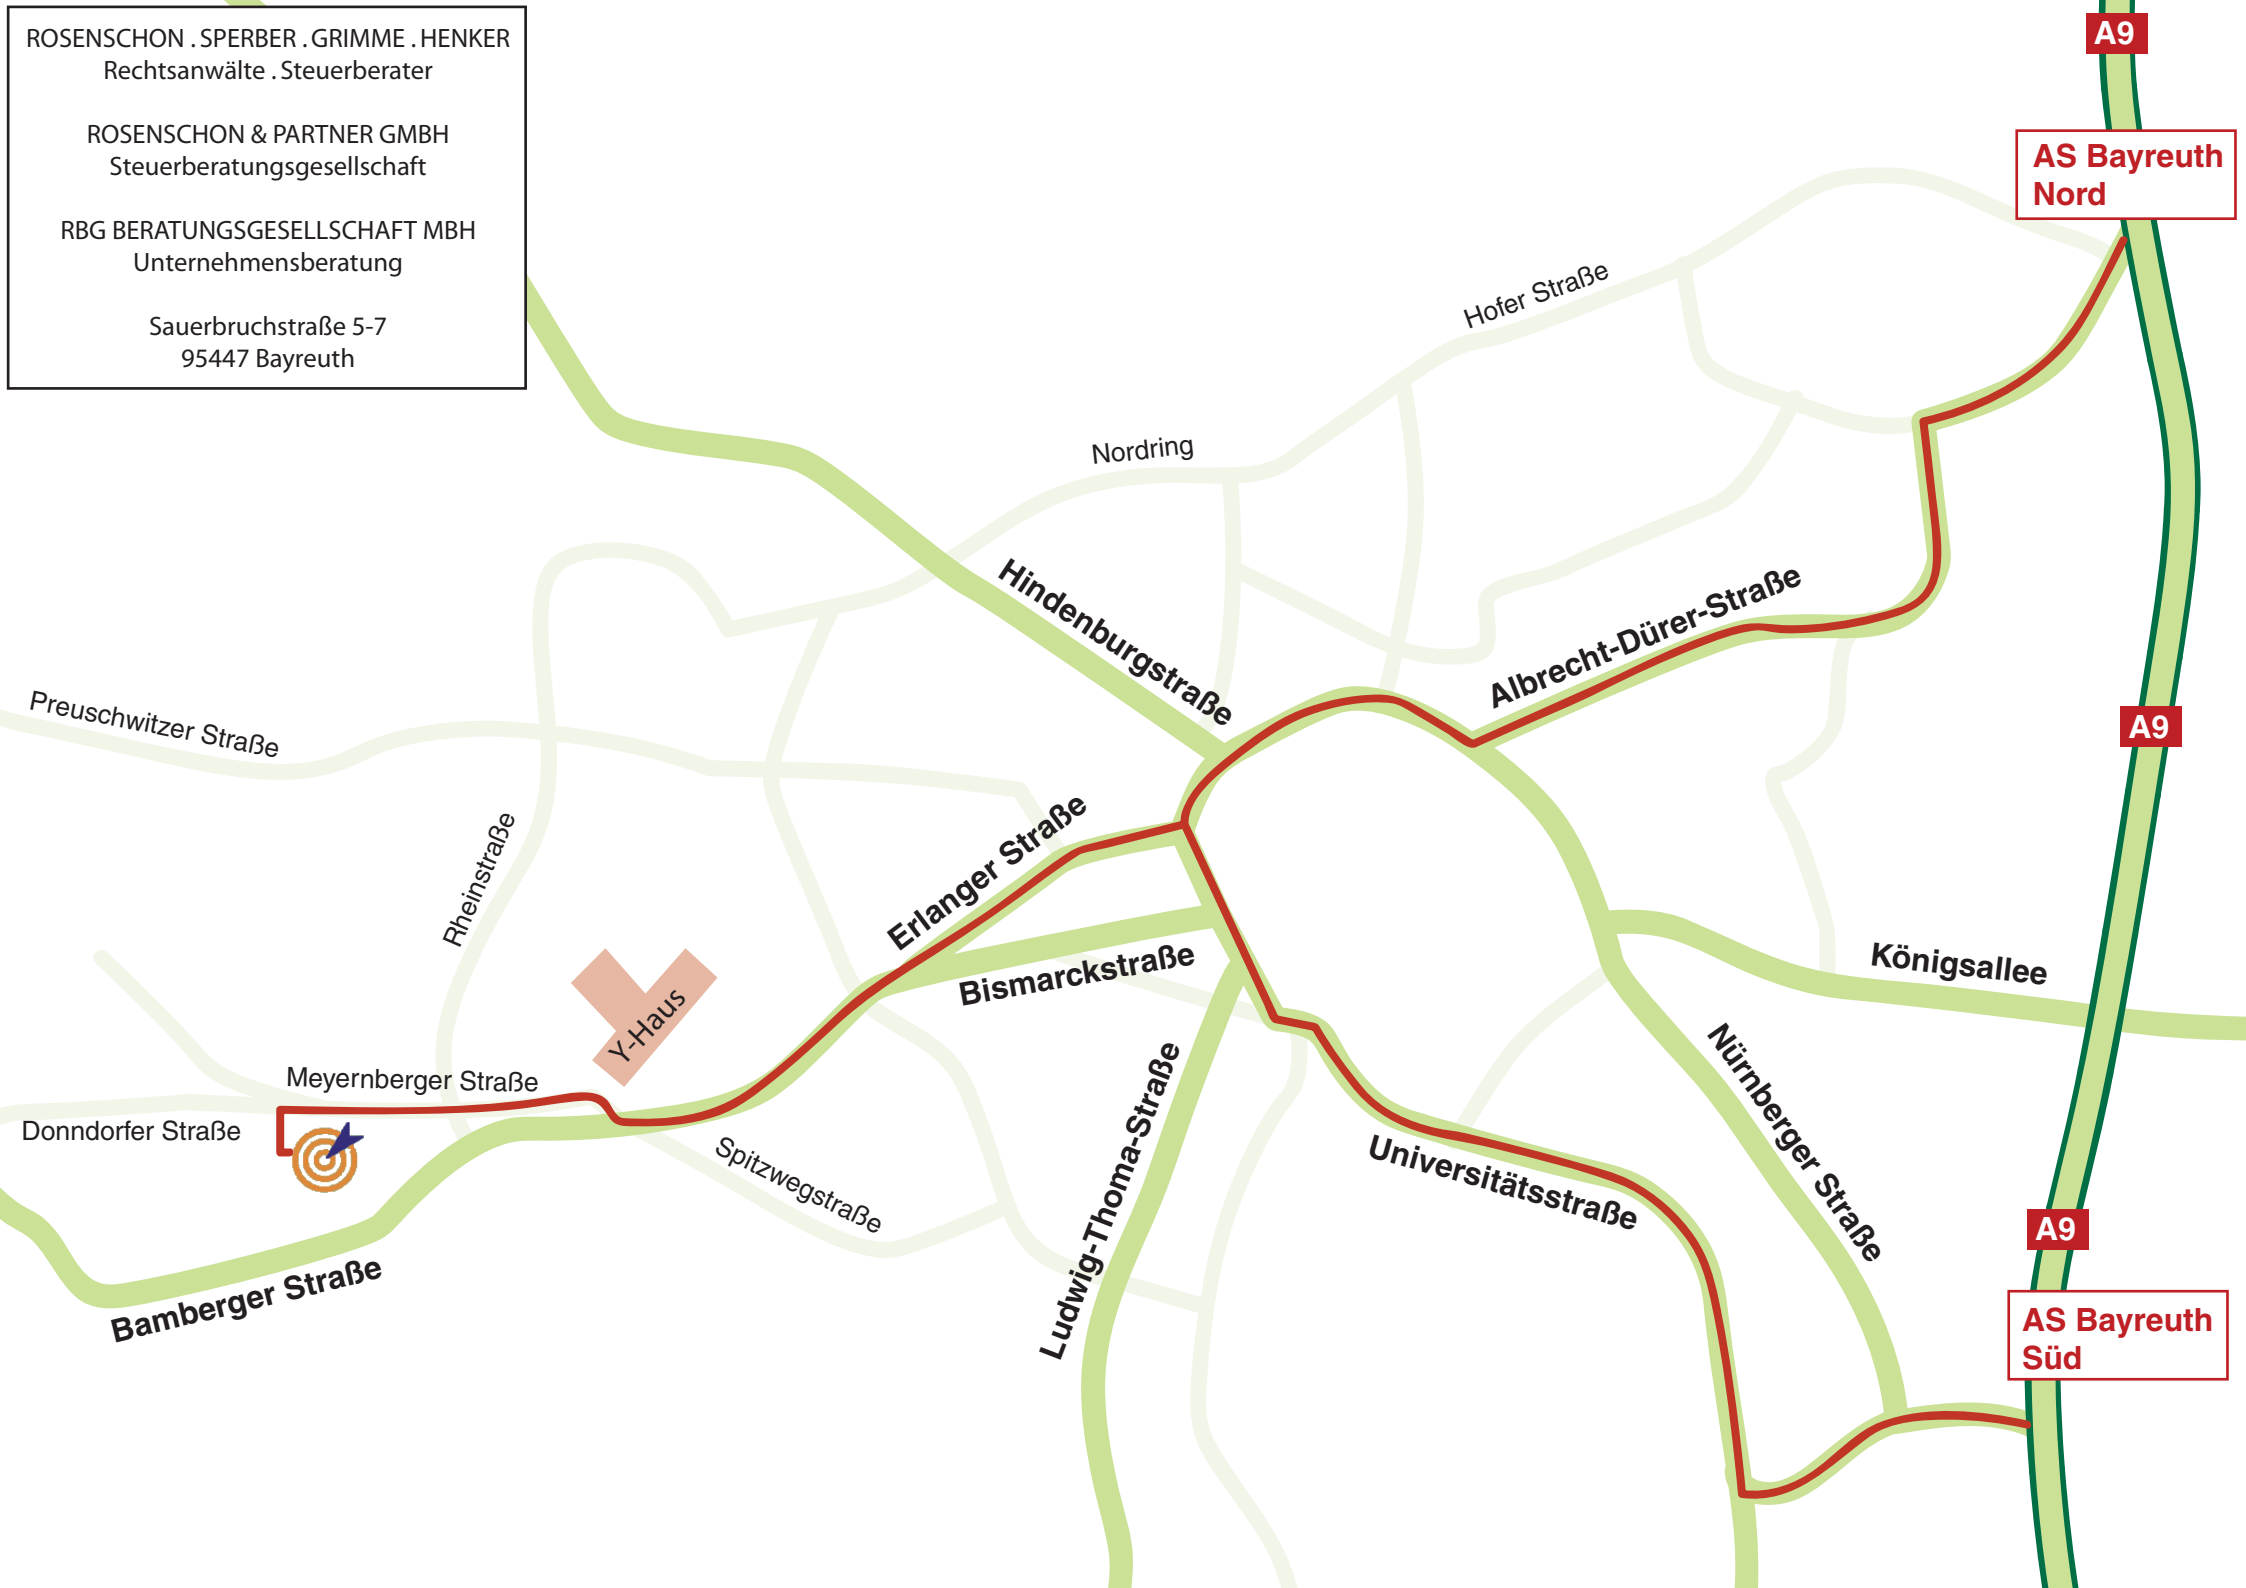 ROSENSCHON . SPERBER . GRIMME . HENKER
Rechtsanwälte . Steuerberater
ROSENSCHON & PARTNER GMBH
Steuerberatungsgesellschaft
RBG BERATUNGSGESELLSCHAFT MBH
Unternehmensberatung
Sauerbruchstraße 5-7
95447 Bayreuth
A9
AS Bayreuth
Nord
Hofer Straße
Nordring
Hindenburgstraße
Albrecht-Dürer-Straße
Preuschwitzer Straße
A9
Rheinstraße
Erlanger Straße
Bismarckstraße
Königsallee
Y-Haus
Meyernberger Straße
Donndorfer Straße
Spitzwegstraße
Ludwig-Thoma-Straße
Universitätsstraße
Nürnberger Straße
A9
Bamberger Straße
AS Bayreuth
Süd